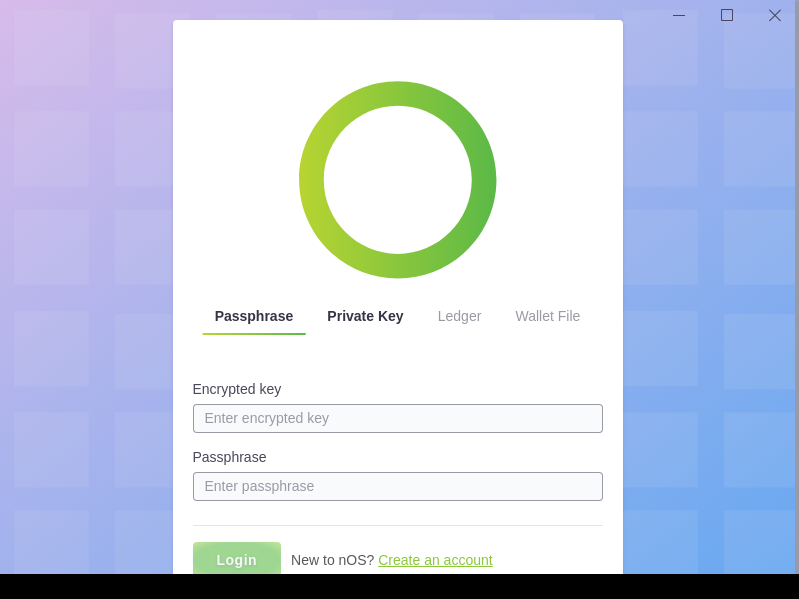 Passphrase Private Key Ledger Wallet File
Encrypted key
Enter encrypted key
Passphrase
Enter passphrase
Login New to nOS? Create an account